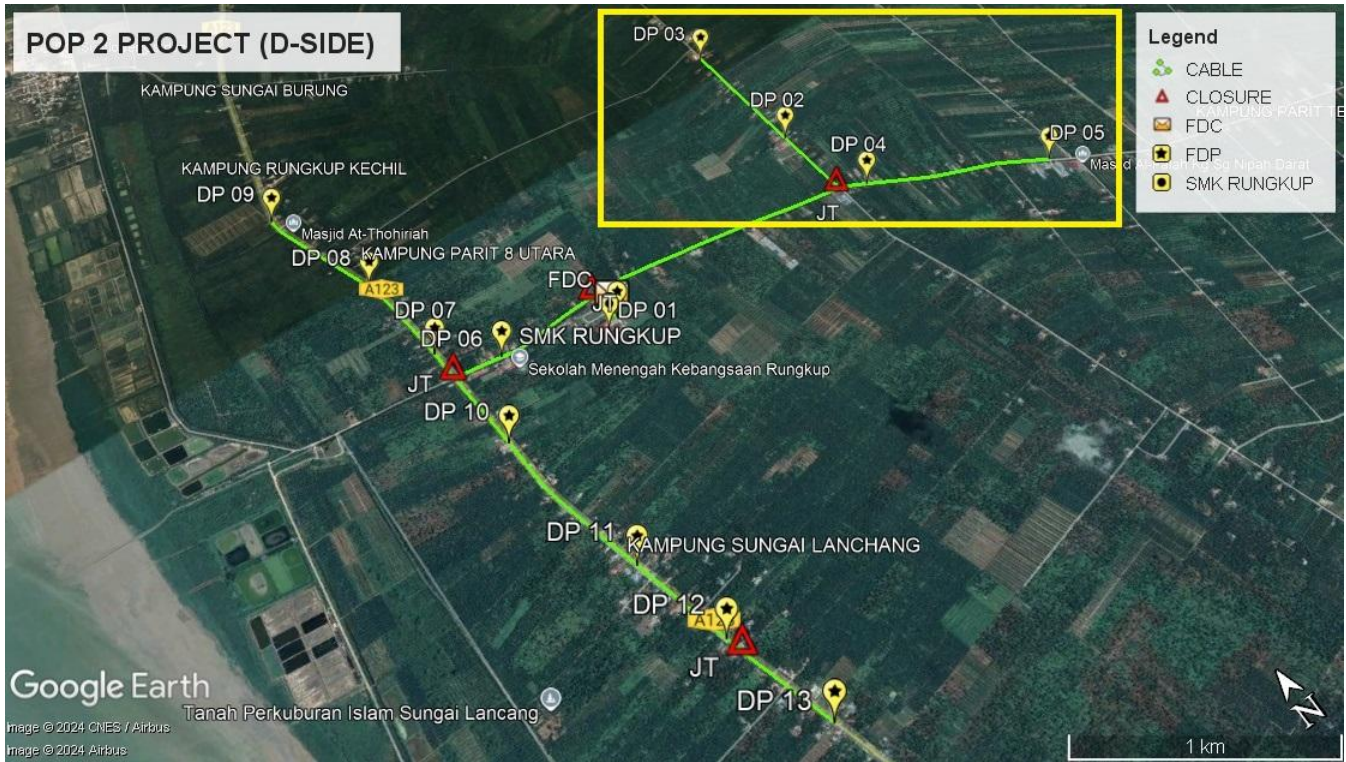 POP 2 PROJECT (D-SIDE)
DP 03
Legend
CABLE
CLOSURE
FDC
FDP
SMK RUNGKUP
KAMPUNG SUNGAI BURUNG
DP 02
KAMPUNG PARIT TE
DP 04
DP 05
KAMPUNG RUNGKUP KECHIL
DP 09
JT
Masjid At-Thohiriah
KAMPUNG PARIT 8 UTARA
DP 08
A123
FDC
JT
DP 01
DP 07
DP 06
SMK RUNGKUP
Sekolah Menengah Kebangsaan Rungkup
JT
DP 10
DP 11
KAMPUNG SUNGAI LANCHANG
DP 12
JT
DP 13
Google Earth
Tanah Perkuburan Islam Sungai Lancang
Image © 2024 CNES / Airbus
Image © 2024 Airbus
N
1 km